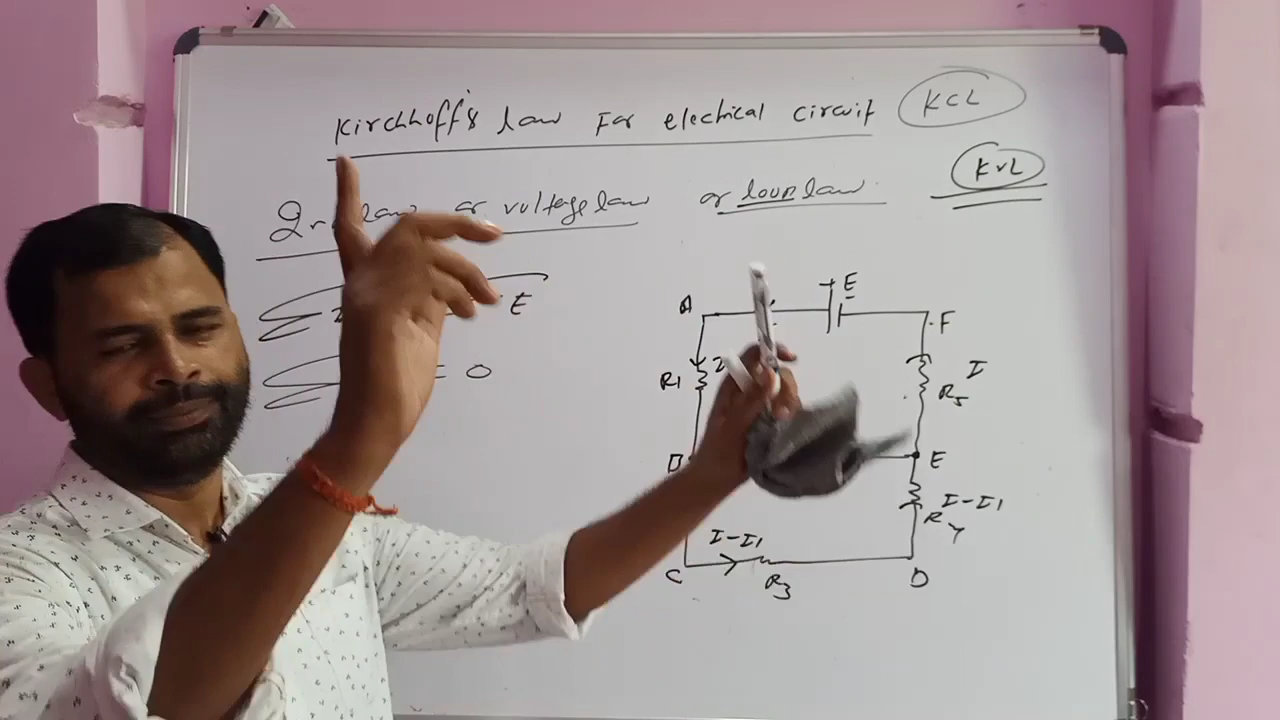 Kirchhoff's law For electrical circuit KCL
KVL
law or voltage law or loop law
E
= 0
E
A
F
R1
I
R5
E
I-I1
R4
I-I1
C
R3
D